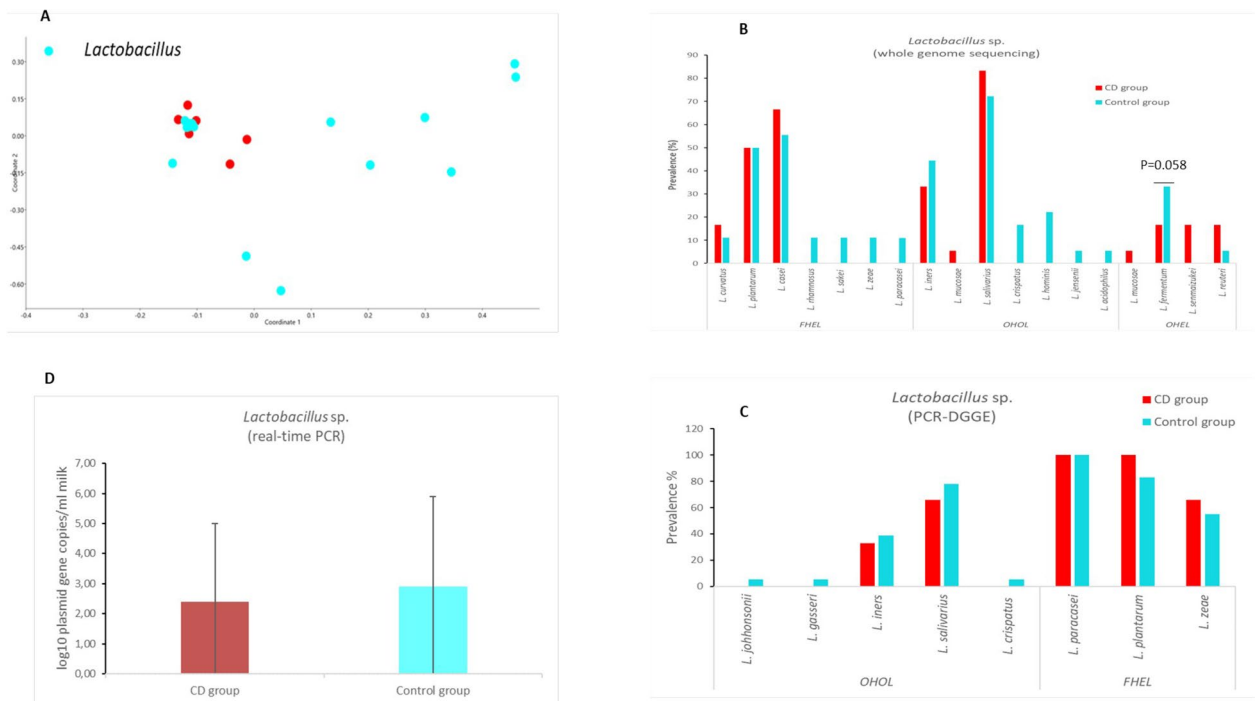 A
Lactobacillus
0.30
0.15
0.00
-0.15
-0.30
-0.45
-0.60
Coordinate 2
-0.4
-0.3
-0.2
-0.1
0.0
0.1
0.2
0.3
0.4
Coordinate 1
B
Lactobacillus sp.
(whole genome sequencing)
CD group
Control group
P=0.058
90
80
70
60
50
40
30
20
10
0
Prevalence (%)
L. curvatus
L. plantarum
L. casei
L. rhamnosus
L. sakei
L. zeae
L. paracasei
L. iners
L. mucosae
L. salivarius
L. crispatus
L. hominis
L. jensenii
L. acidophilus
L. mucosae
L. fermentum
L. senmaizukei
L. reuteri
FHEL
OHOL
OHEL
D
Lactobacillus sp.
(real-time PCR)
7,00
6,00
5,00
4,00
3,00
2,00
1,00
0,00
log10 plasmid gene copies/ml milk
CD group
Control group
C
Lactobacillus sp.
(PCR-DGGE)
CD group
Control group
120
100
80
60
40
20
0
Prevalence %
L. johhonsonii
L. gasseri
L. iners
L. salivarius
L. crispatus
L. paracasei
L. plantarum
L. zeae
OHOL
FHEL